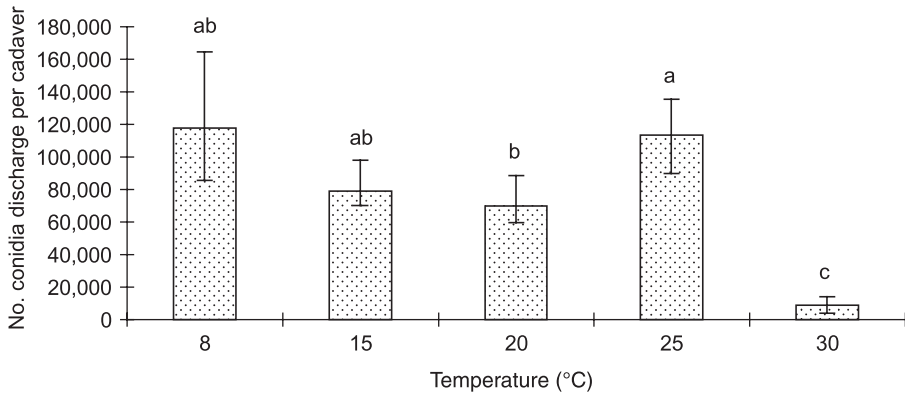 No. conidia discharge per cadaver
180,000
160,000
140,000
120,000
100,000
80,000
60,000
40,000
20,000
0
ab
ab
b
a
c
8 15 20 25 30
Temperature (°C)